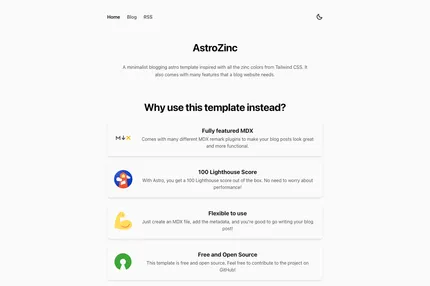 Home Blog RSS
AstroZinc
A minimalist blogging astro template inspired with all the zinc colors from Tailwind CSS. It
also comes with many features that a blog website needs.
Why use this template instead?
M↓X
Fully featured MDX
Comes with many different MDX remark plugins to make your blog posts look great
and more functional.
100 Lighthouse Score
With Astro, you get a 100 Lighthouse score out of the box. No need to worry about
performance!
Flexible to use
Just create an MDX file, add the metadata, and you're good to go writing your blog
post!
Free and Open Source
This template is free and open source. Feel free to contribute to the project on
GitHub!